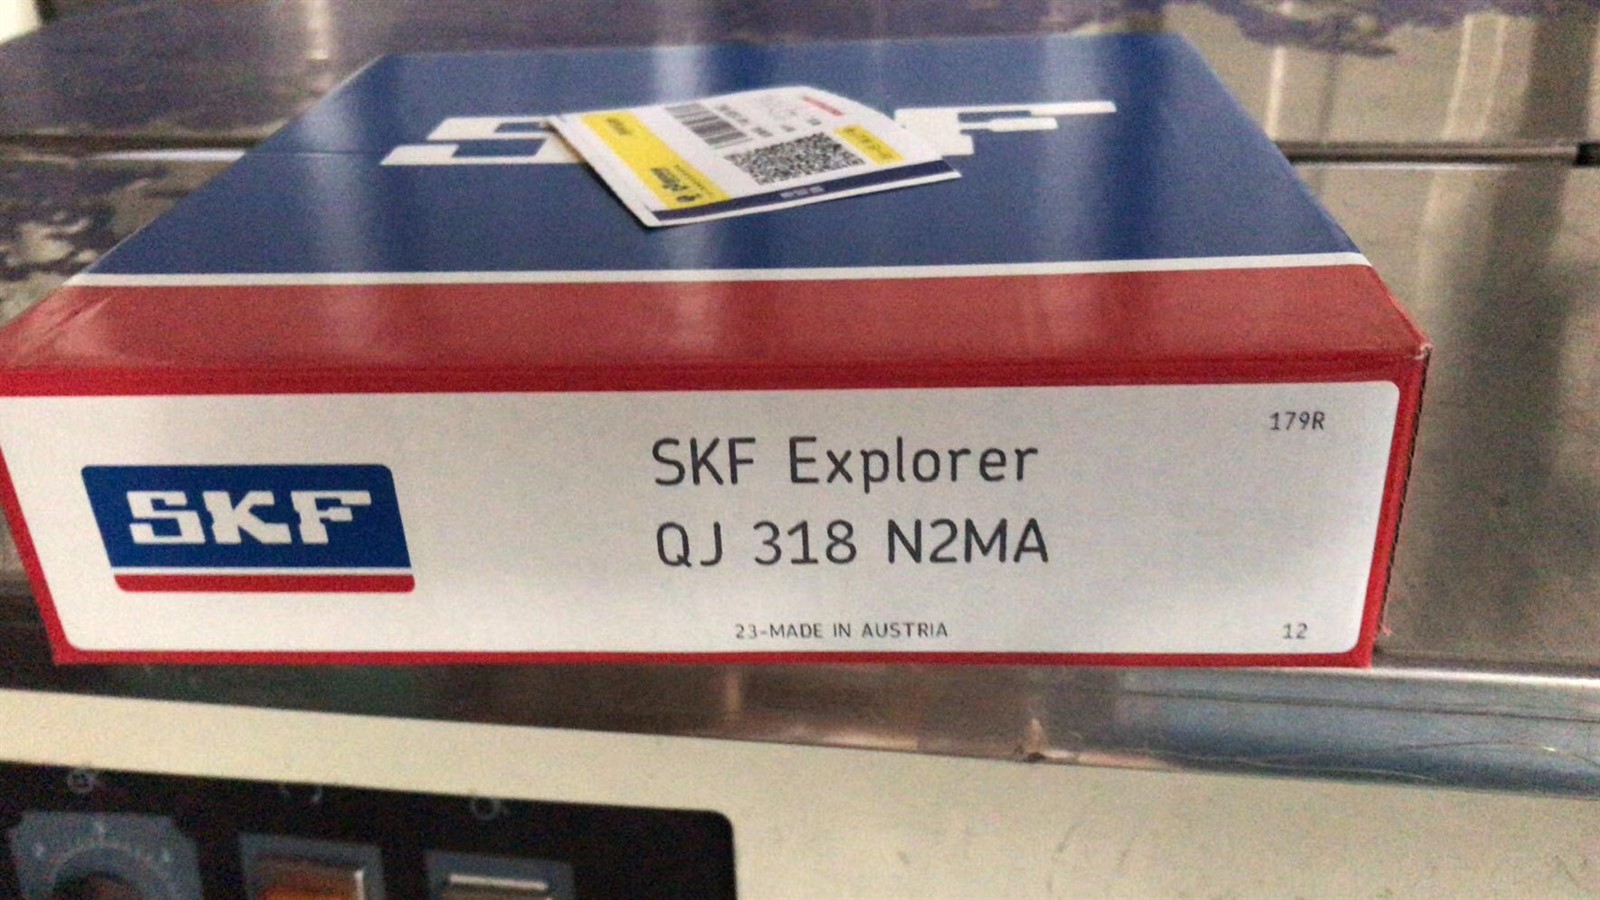 SKF
179R
SKF Explorer
SKF
QJ 318 N2MA
23-MADE IN AUSTRIA
12